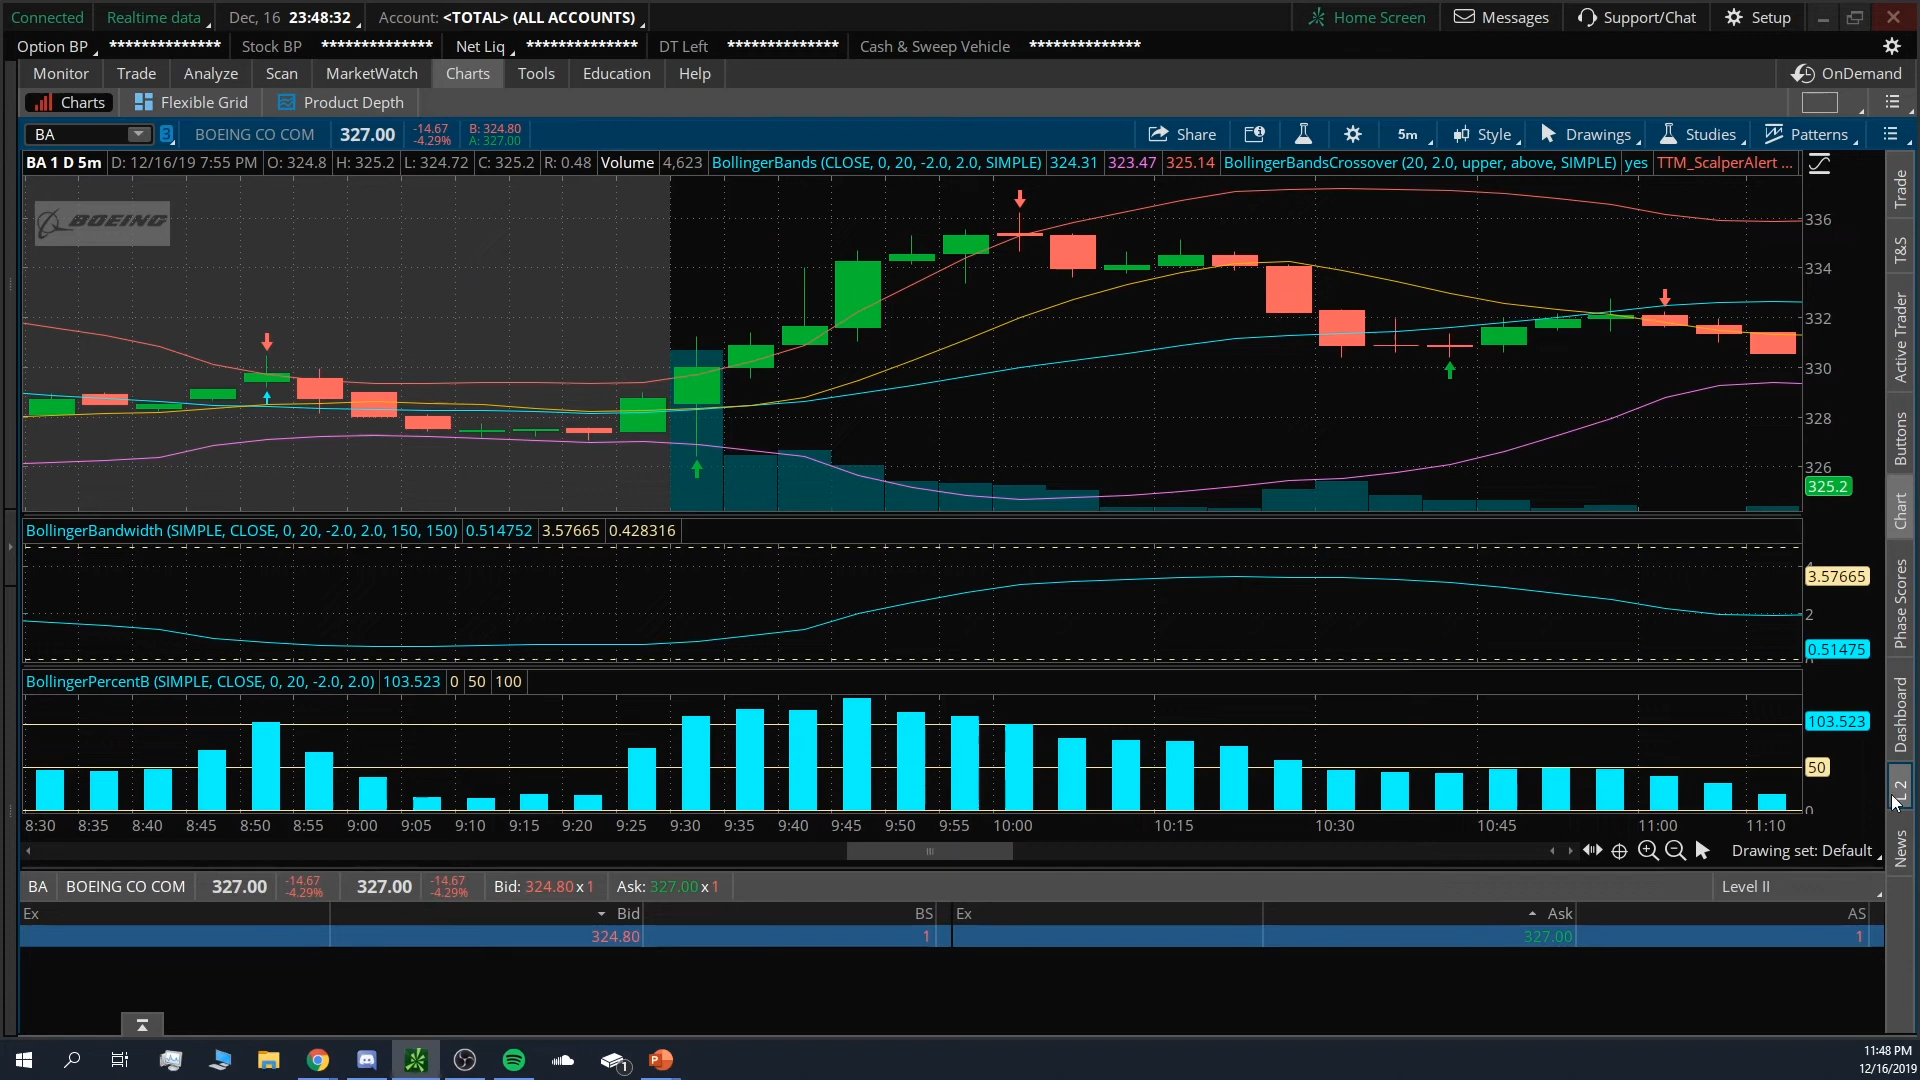 Connected Realtime data Dec, 16 23:48:32 Account: <TOTAL> (ALL ACCOUNTS) Home Screen Messages Support/Chat Setup
Option BP ************** Stock BP ************** Net Liq ************** DT Left ************** Cash & Sweep Vehicle **************
Monitor Trade Analyze Scan MarketWatch Charts Tools Education Help OnDemand
Charts Flexible Grid Product Depth
BA 3 BOEING CO COM 327.00 -14.67 -4.29% B: 324.80 A: 327.00 Share 5m Style Drawings Studies Patterns
BA 1 D 5m D: 12/16/19 7:55 PM O: 324.8 H: 325.2 L: 324.72 C: 325.2 R: 0.48 Volume 4,623 BollingerBands (CLOSE, 0, 20, -2.0, 2.0, SIMPLE) 324.31 323.47 325.14 BollingerBandsCrossover (20, 2.0, upper, above, SIMPLE) yes TTM_ScalperAlert ...
BOEING
336
334
332
330
328
326
325.2
BollingerBandwidth (SIMPLE, CLOSE, 0, 20, -2.0, 2.0, 150, 150) 0.514752 3.57665 0.428316
3.57665
2
0.51475
BollingerPercentB (SIMPLE, CLOSE, 0, 20, -2.0, 2.0) 103.523 0 50 100
103.523
50
0
8:30 8:35 8:40 8:45 8:50 8:55 9:00 9:05 9:10 9:15 9:20 9:25 9:30 9:35 9:40 9:45 9:50 9:55 10:00 10:15 10:30 10:45 11:00 11:10
Drawing set: Default
Trade
T&S
Active Trader
Buttons
Chart
Phase Scores
Dashboard
L 2
News
BA BOEING CO COM 327.00 -14.67 -4.29% 327.00 -14.67 -4.29% Bid: 324.80 x 1 Ask: 327.00 x 1 Level II
Ex Bid BS Ex Ask AS
324.80 1 327.00 1
1
11:48 PM
12/16/2019